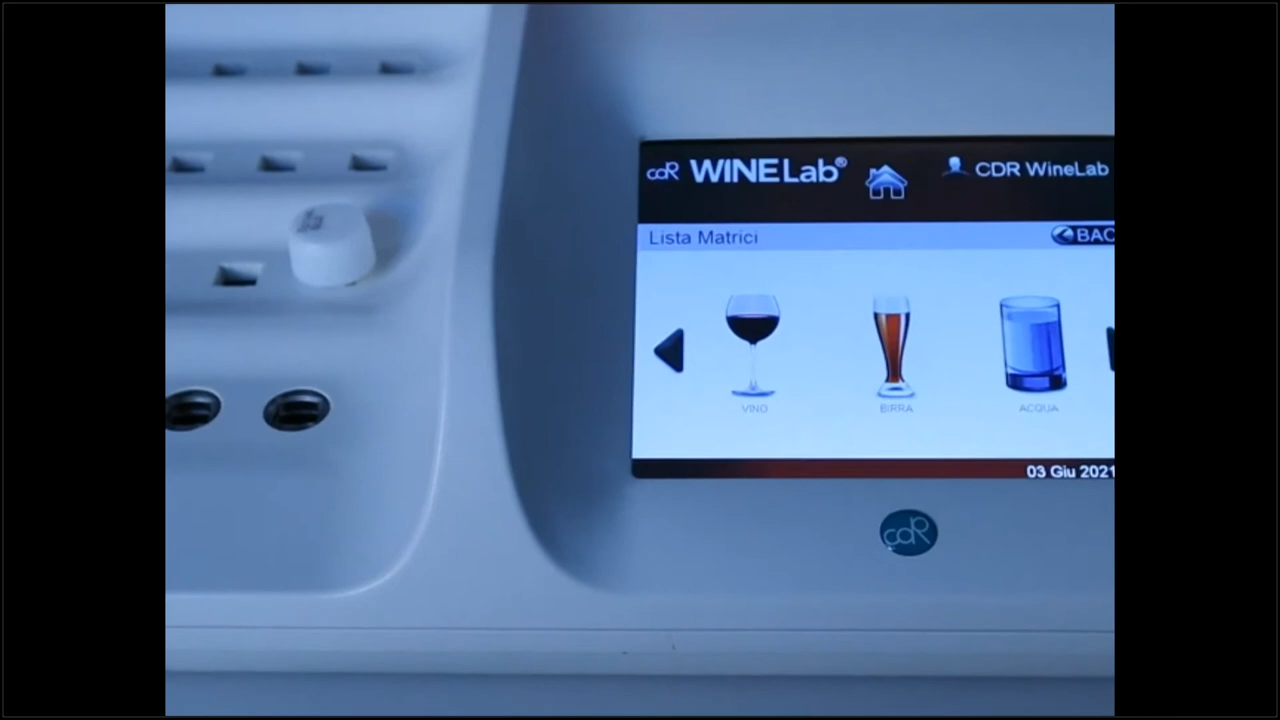 cdR WINELab®
CDR WineLab
Lista Matrici
BAC
VINO
BIRRA
ACQUA
03 Giu 2021
cdR